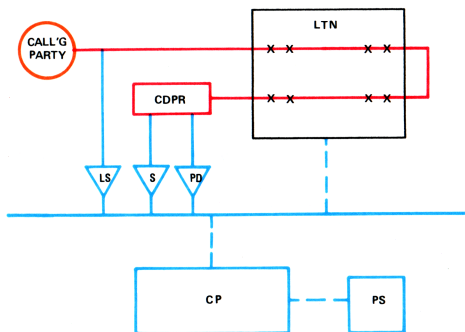 CALL'G
PARTY
LTN
X X X X
CDPR
X X X X
LS
S
PD
CP
PS